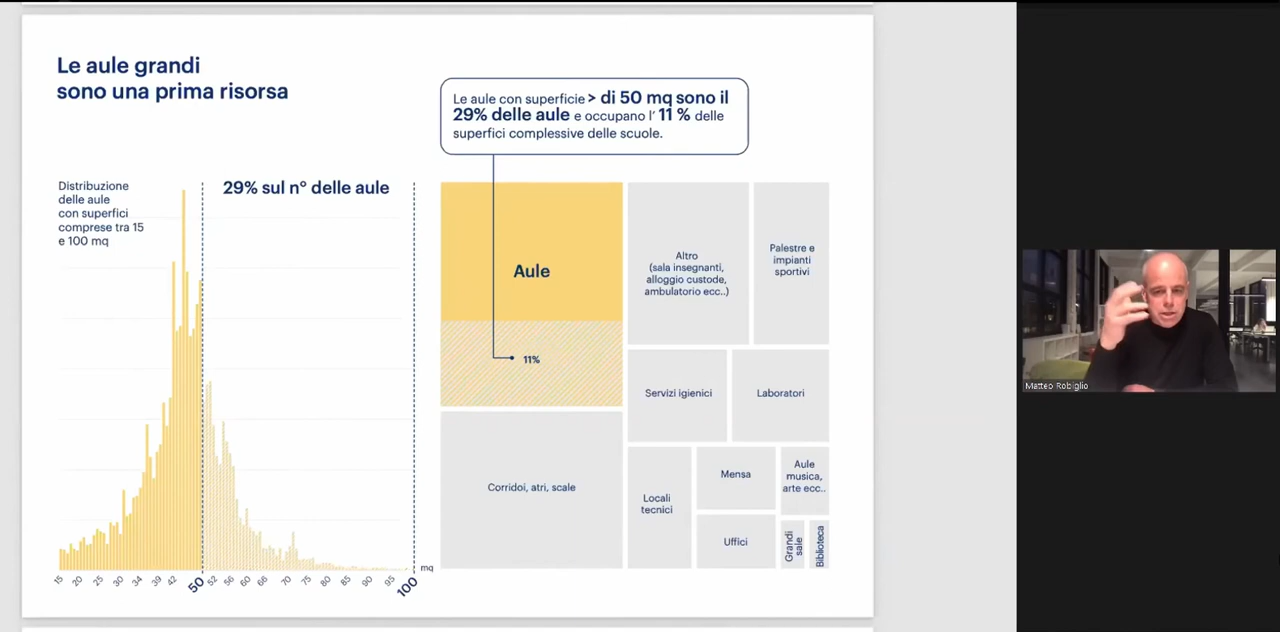 Le aule grandi
sono una prima risorsa
Le aule con superficie > di 50 mq sono il
29% delle aule e occupano l' 11 % delle
superfici complessive delle scuole.
Distribuzione
delle aule
con superfici
comprese tra 15
e 100 mq
29% sul n° delle aule
15 20 25 30 34 39 42 50 52 56 60 66 70 75 80 85 90 95 100
mq
Aule
11%
Altro
(sala insegnanti,
alloggio custode,
ambulatorio ecc..)
Palestre e
impianti
sportivi
Servizi igienici
Laboratori
Corridoi, atri, scale
Locali
tecnici
Mensa
Aule
musica,
arte ecc..
Uffici
Grandi
sale
Biblioteca
Matteo Robiglio